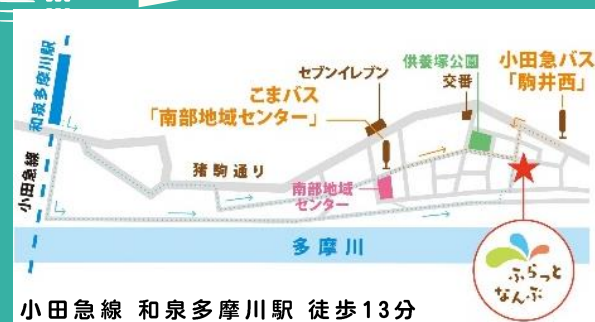 和泉多摩川駅
小田急線
猪駒通り
セブンイレブン
こまバス
「南部地域センター」
供養塚公園
交番
小田急バス
「駒井西」
南部地域
センター
多摩川
ふらっと
なんぶ
小田急線 和泉多摩川駅 徒歩13分